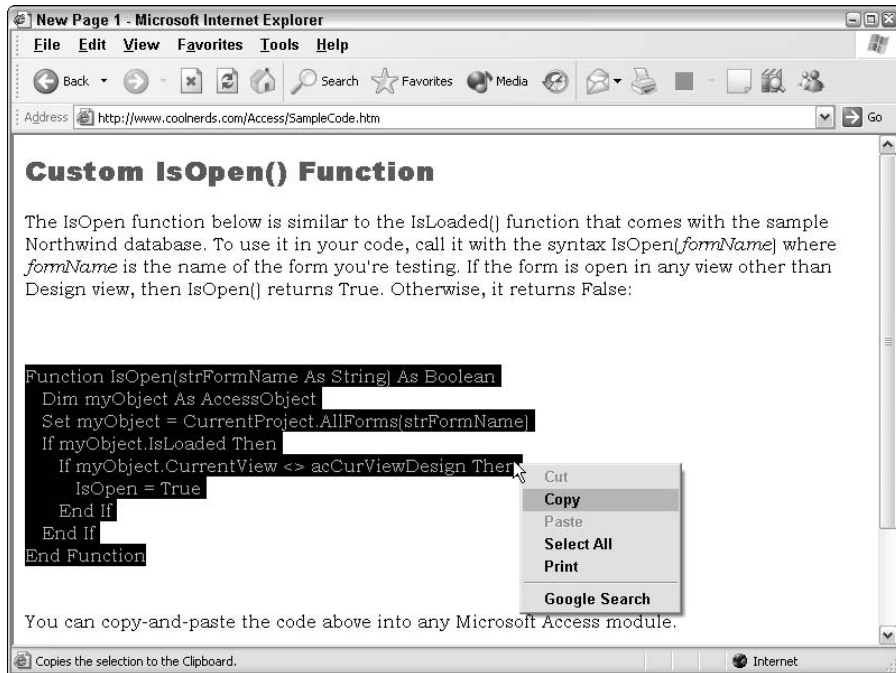 New Page 1 - Microsoft Internet Explorer
File Edit View Favorites Tools Help
Back Search Favorites Media
Address http://www.coolnerds.com/Access/SampleCode.htm Go
Custom IsOpen() Function
The IsOpen function below is similar to the IsLoaded() function that comes with the sample
Northwind database. To use it in your code, call it with the syntax IsOpen(formName) where
formName is the name of the form you're testing. If the form is open in any view other than
Design view, then IsOpen() returns True. Otherwise, it returns False:
Function IsOpen(strFormName As String) As Boolean
Dim myObject As AccessObject
Set myObject = CurrentProject.AllForms(strFormName)
If myObject.IsLoaded Then
If myObject.CurrentView <> acCurViewDesign Then
IsOpen = True
End If
End If
End Function
Cut
Copy
Paste
Select All
Print
Google Search
You can copy-and-paste the code above into any Microsoft Access module.
Copies the selection to the Clipboard.
Internet